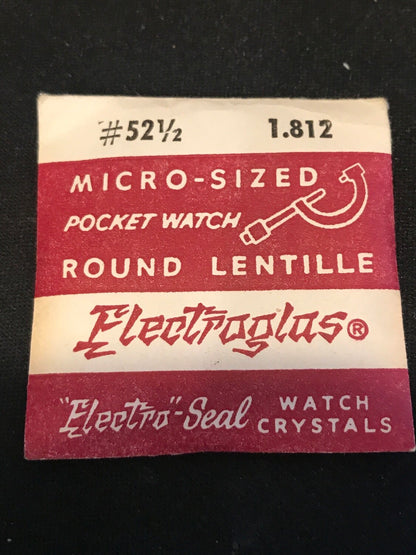 #52½ 1.812
MICRO-SIZED
POCKET WATCH
ROUND LENTILLE
Electroglas®
"Electro"-Seal WATCH CRYSTALS